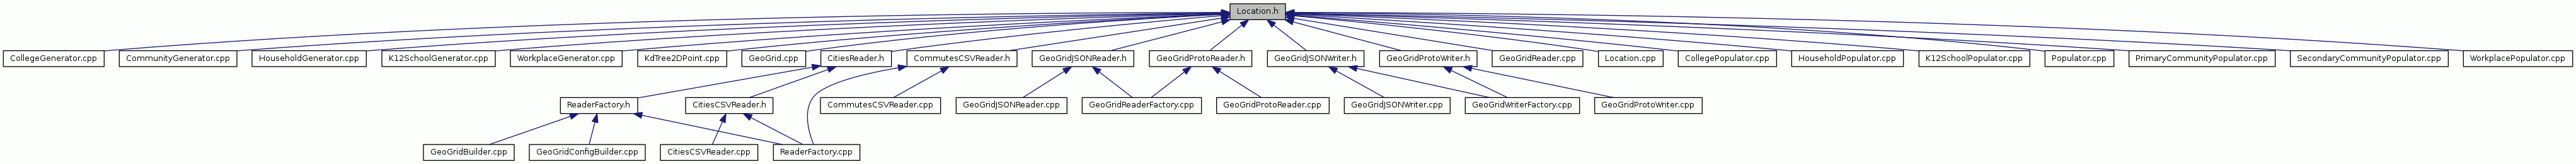 Location.h
CollegeGenerator.cpp
CommunityGenerator.cpp
HouseholdGenerator.cpp
K12SchoolGenerator.cpp
WorkplaceGenerator.cpp
KdTree2DPoint.cpp
GeoGrid.cpp
CitiesReader.h
CommutesCSVReader.h
GeoGridJSONReader.h
GeoGridProtoReader.h
GeoGridJSONWriter.h
GeoGridProtoWriter.h
GeoGridReader.cpp
Location.cpp
CollegePopulator.cpp
HouseholdPopulator.cpp
K12SchoolPopulator.cpp
Populator.cpp
PrimaryCommunityPopulator.cpp
SecondaryCommunityPopulator.cpp
WorkplacePopulator.cpp
ReaderFactory.h
CitiesCSVReader.h
CommutesCSVReader.cpp
GeoGridJSONReader.cpp
GeoGridReaderFactory.cpp
GeoGridProtoReader.cpp
GeoGridJSONWriter.cpp
GeoGridWriterFactory.cpp
GeoGridProtoWriter.cpp
GeoGridBuilder.cpp
GeoGridConfigBuilder.cpp
CitiesCSVReader.cpp
ReaderFactory.cpp